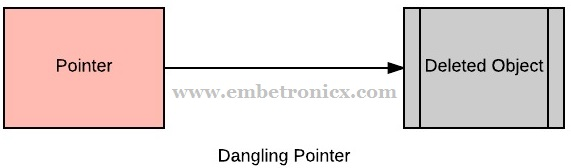 Pointer
Deleted Object
www.embetronicx.com
Dangling Pointer